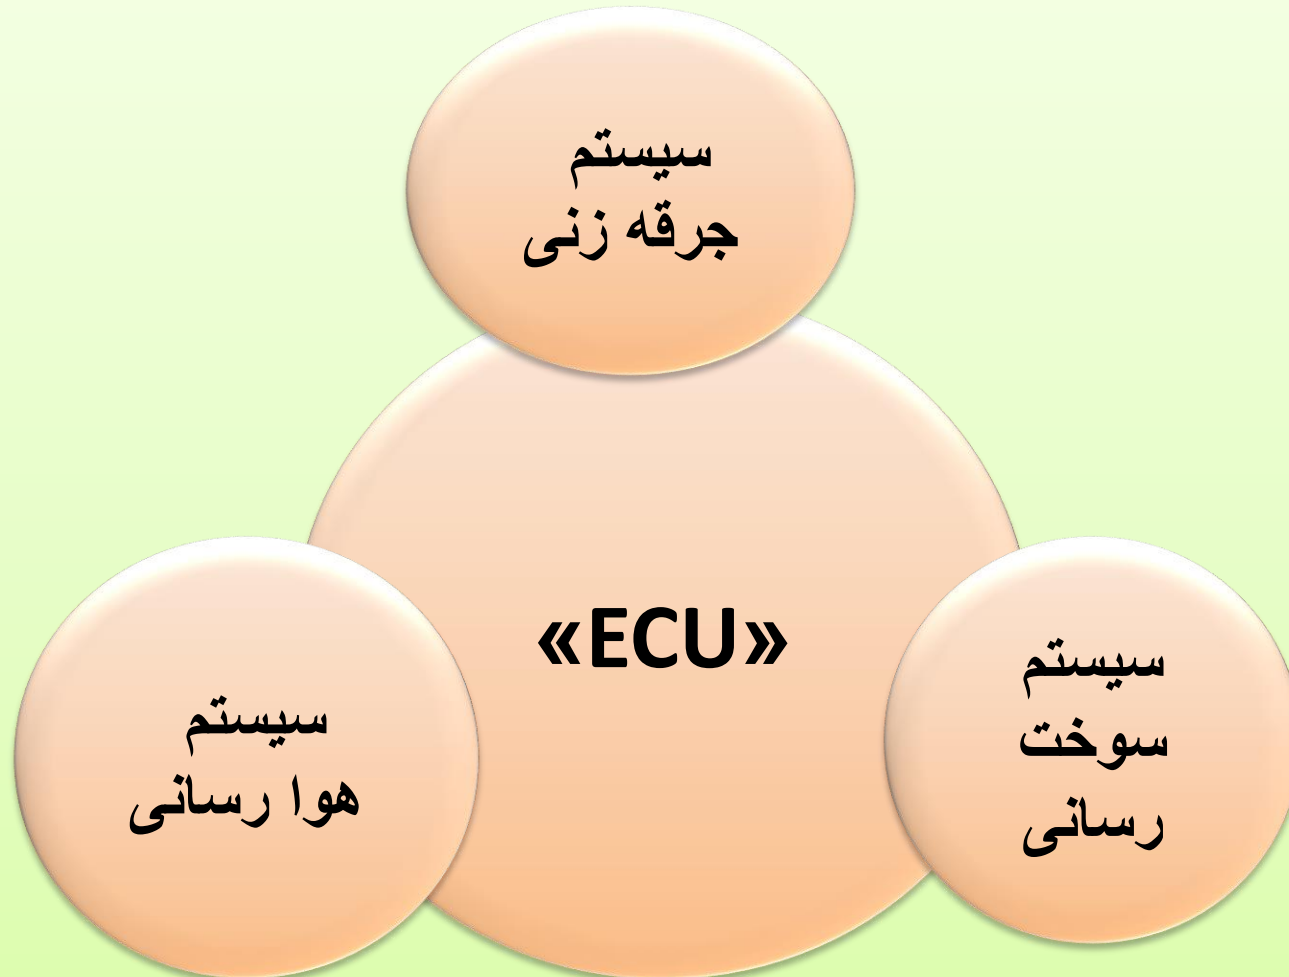 سیستم
جرقه زنی
«ECU»
سیستم
سوخت
رسانی
سیستم
هوا رسانی